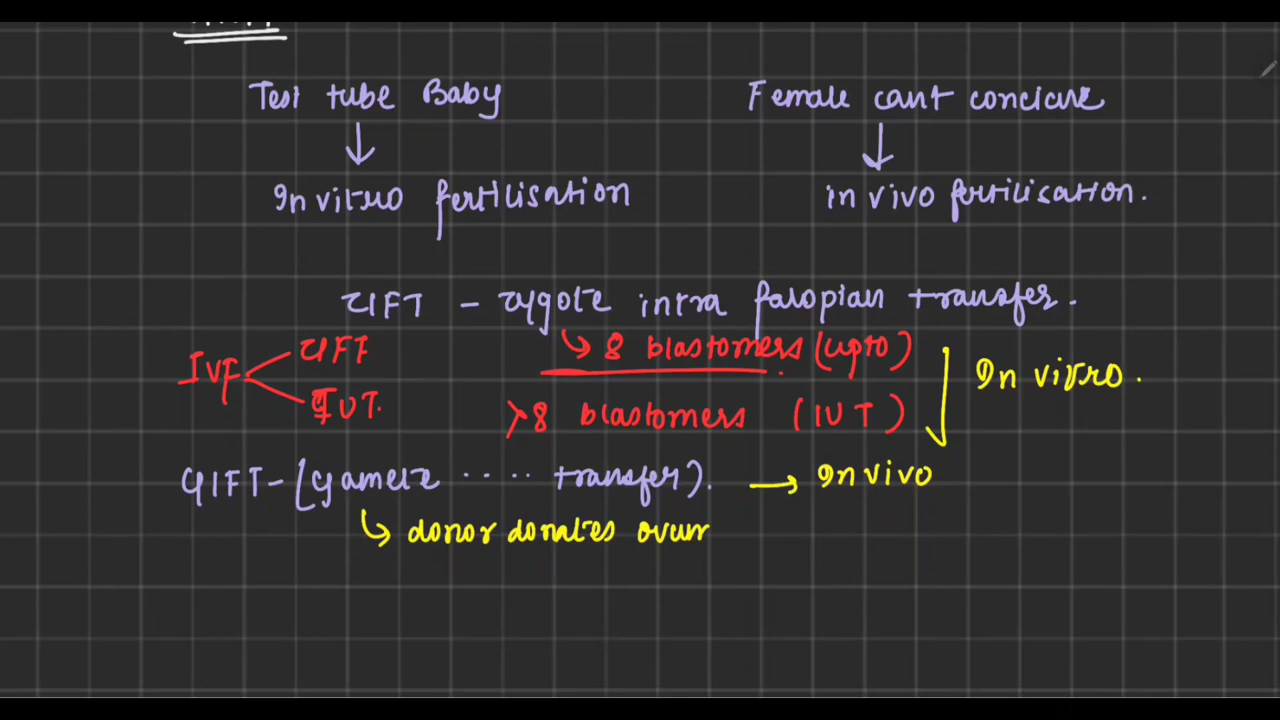 Test tube Baby
Female cant concieve
In vitro fertilisation
in vivo fertilisation.
ZIFT - zygote intra falopian transfer.
8 blastomers (upto)
IVF
ZIFT
IUT.
In vitro.
>8 blastomers (IUT)
GIFT - (gamete ..... transfer). → In vivo
donor donates ovum